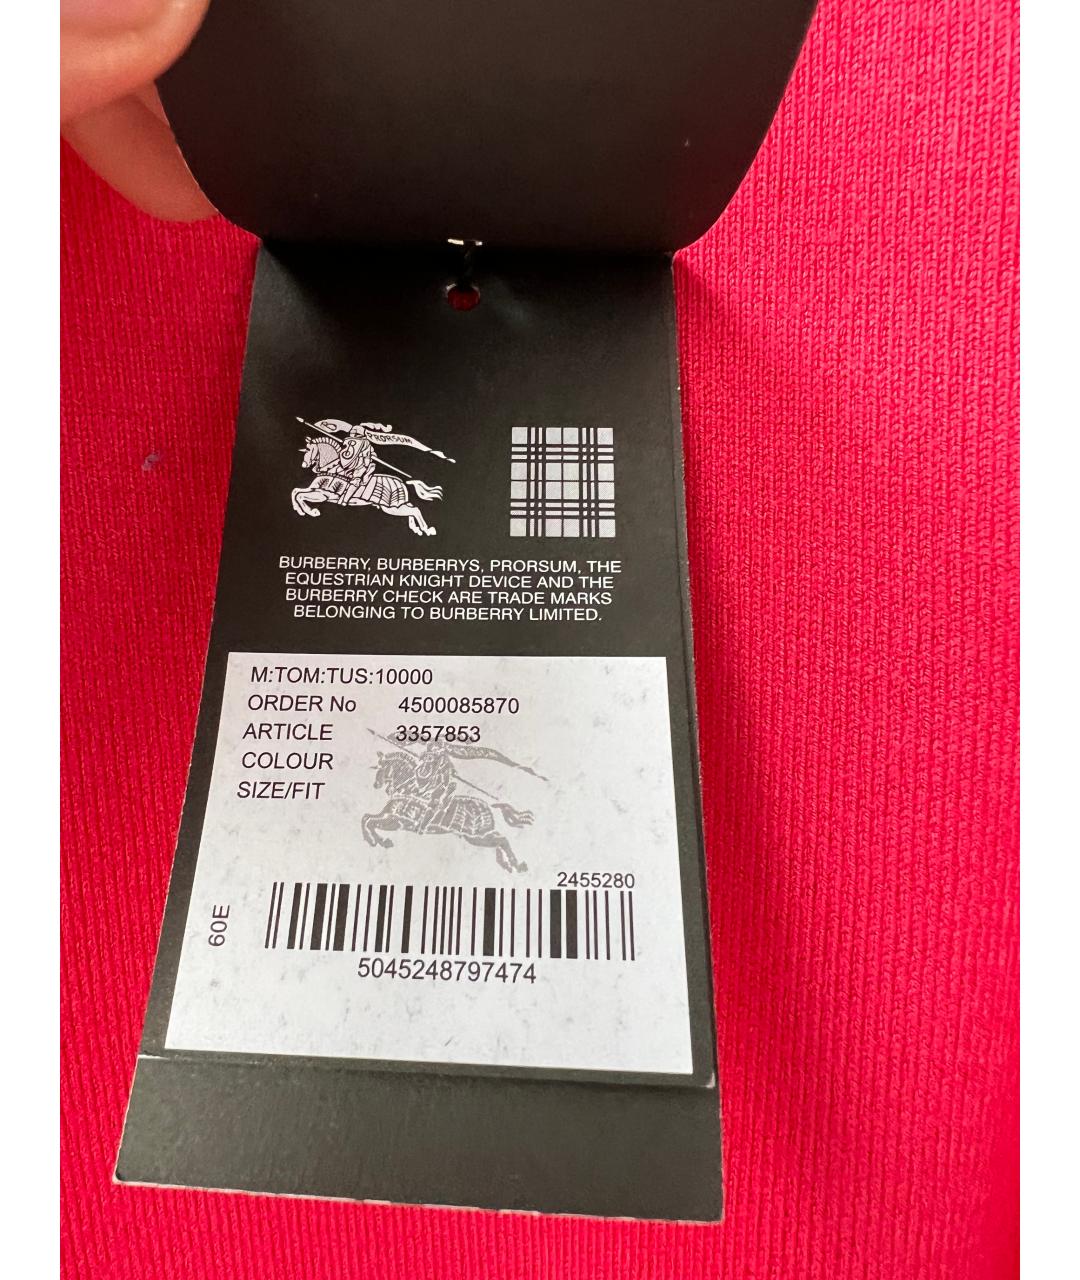 PRORSUM
BURBERRY, BURBERRYS, PRORSUM, THE
EQUESTRIAN KNIGHT DEVICE AND THE
BURBERRY CHECK ARE TRADE MARKS
BELONGING TO BURBERRY LIMITED.
M:TOM:TUS:10000
ORDER No 4500085870
ARTICLE 3357853
COLOUR
SIZE/FIT
2455280
60E
5045248797474